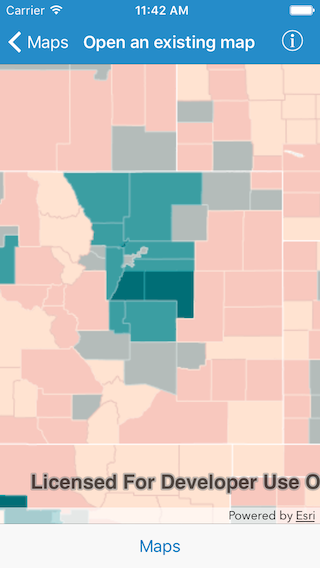 Carrier 11:42 AM
Maps Open an existing map
Licensed For Developer Use O
Powered by Esri
Maps